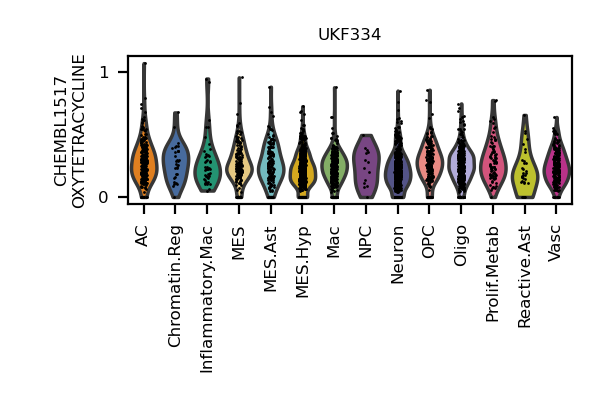 UKF334
CHEMBL1517
OXYTETRACYCLINE
1
0
AC
Chromatin.Reg
Inflammatory.Mac
MES
MES.Ast
MES.Hyp
Mac
NPC
Neuron
OPC
Oligo
Prolif.Metab
Reactive.Ast
Vasc